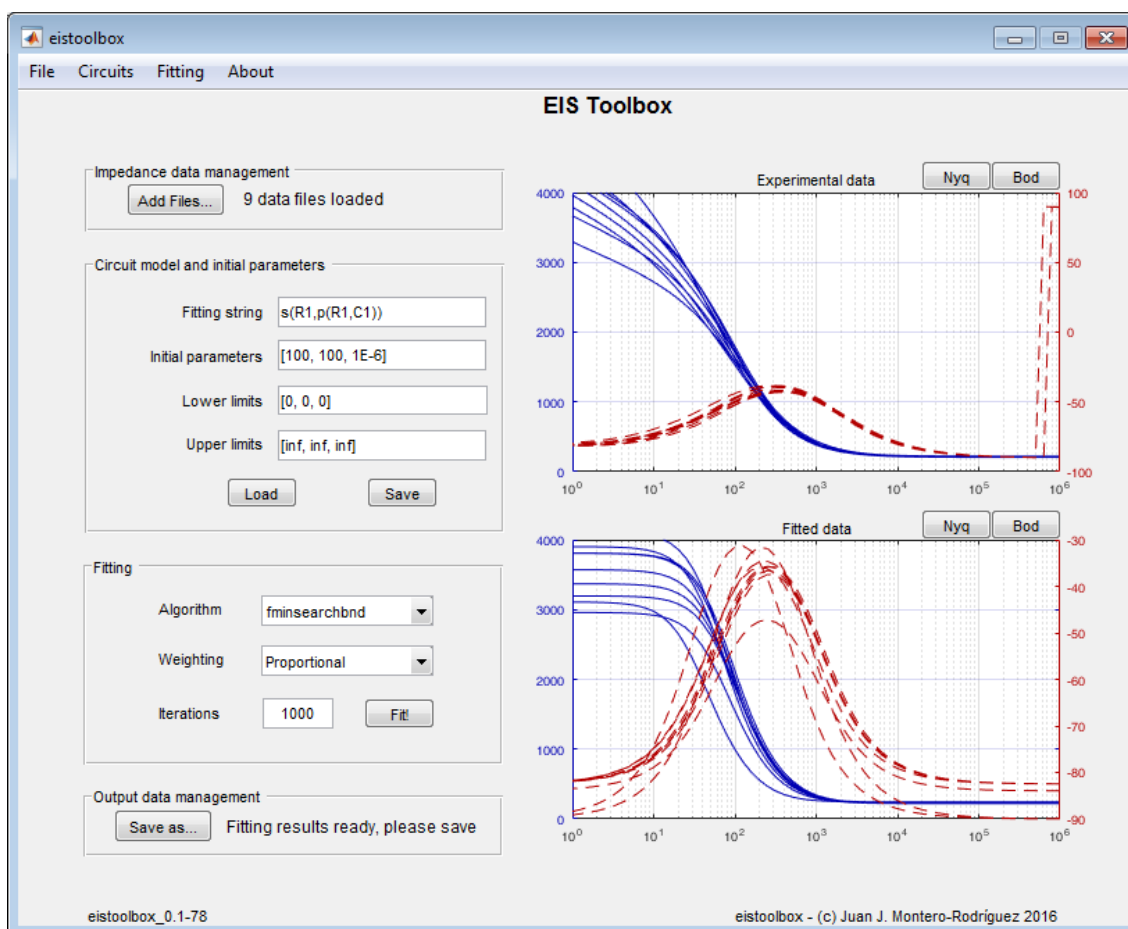 eistoolbox
File Circuits Fitting About
EIS Toolbox
Impedance data management
Add Files... 9 data files loaded
Circuit model and initial parameters
Fitting string s(R1,p(R1,C1))
Initial parameters [100, 100, 1E-6]
Lower limits [0, 0, 0]
Upper limits [inf, inf, inf]
Load Save
Fitting
Algorithm fminsearchbnd
Weighting Proportional
Iterations 1000 Fit!
Output data management
Save as... Fitting results ready, please save
Experimental data Nyq Bod
4000 100
3000 50
2000 0
1000 -50
0 -100
10^0 10^1 10^2 10^3 10^4 10^5 10^6
Fitted data Nyq Bod
4000 -30
-40
3000
-50
2000 -60
-70
1000
-80
0 -90
10^0 10^1 10^2 10^3 10^4 10^5 10^6
eistoolbox_0.1-78
eistoolbox - (c) Juan J. Montero-Rodríguez 2016